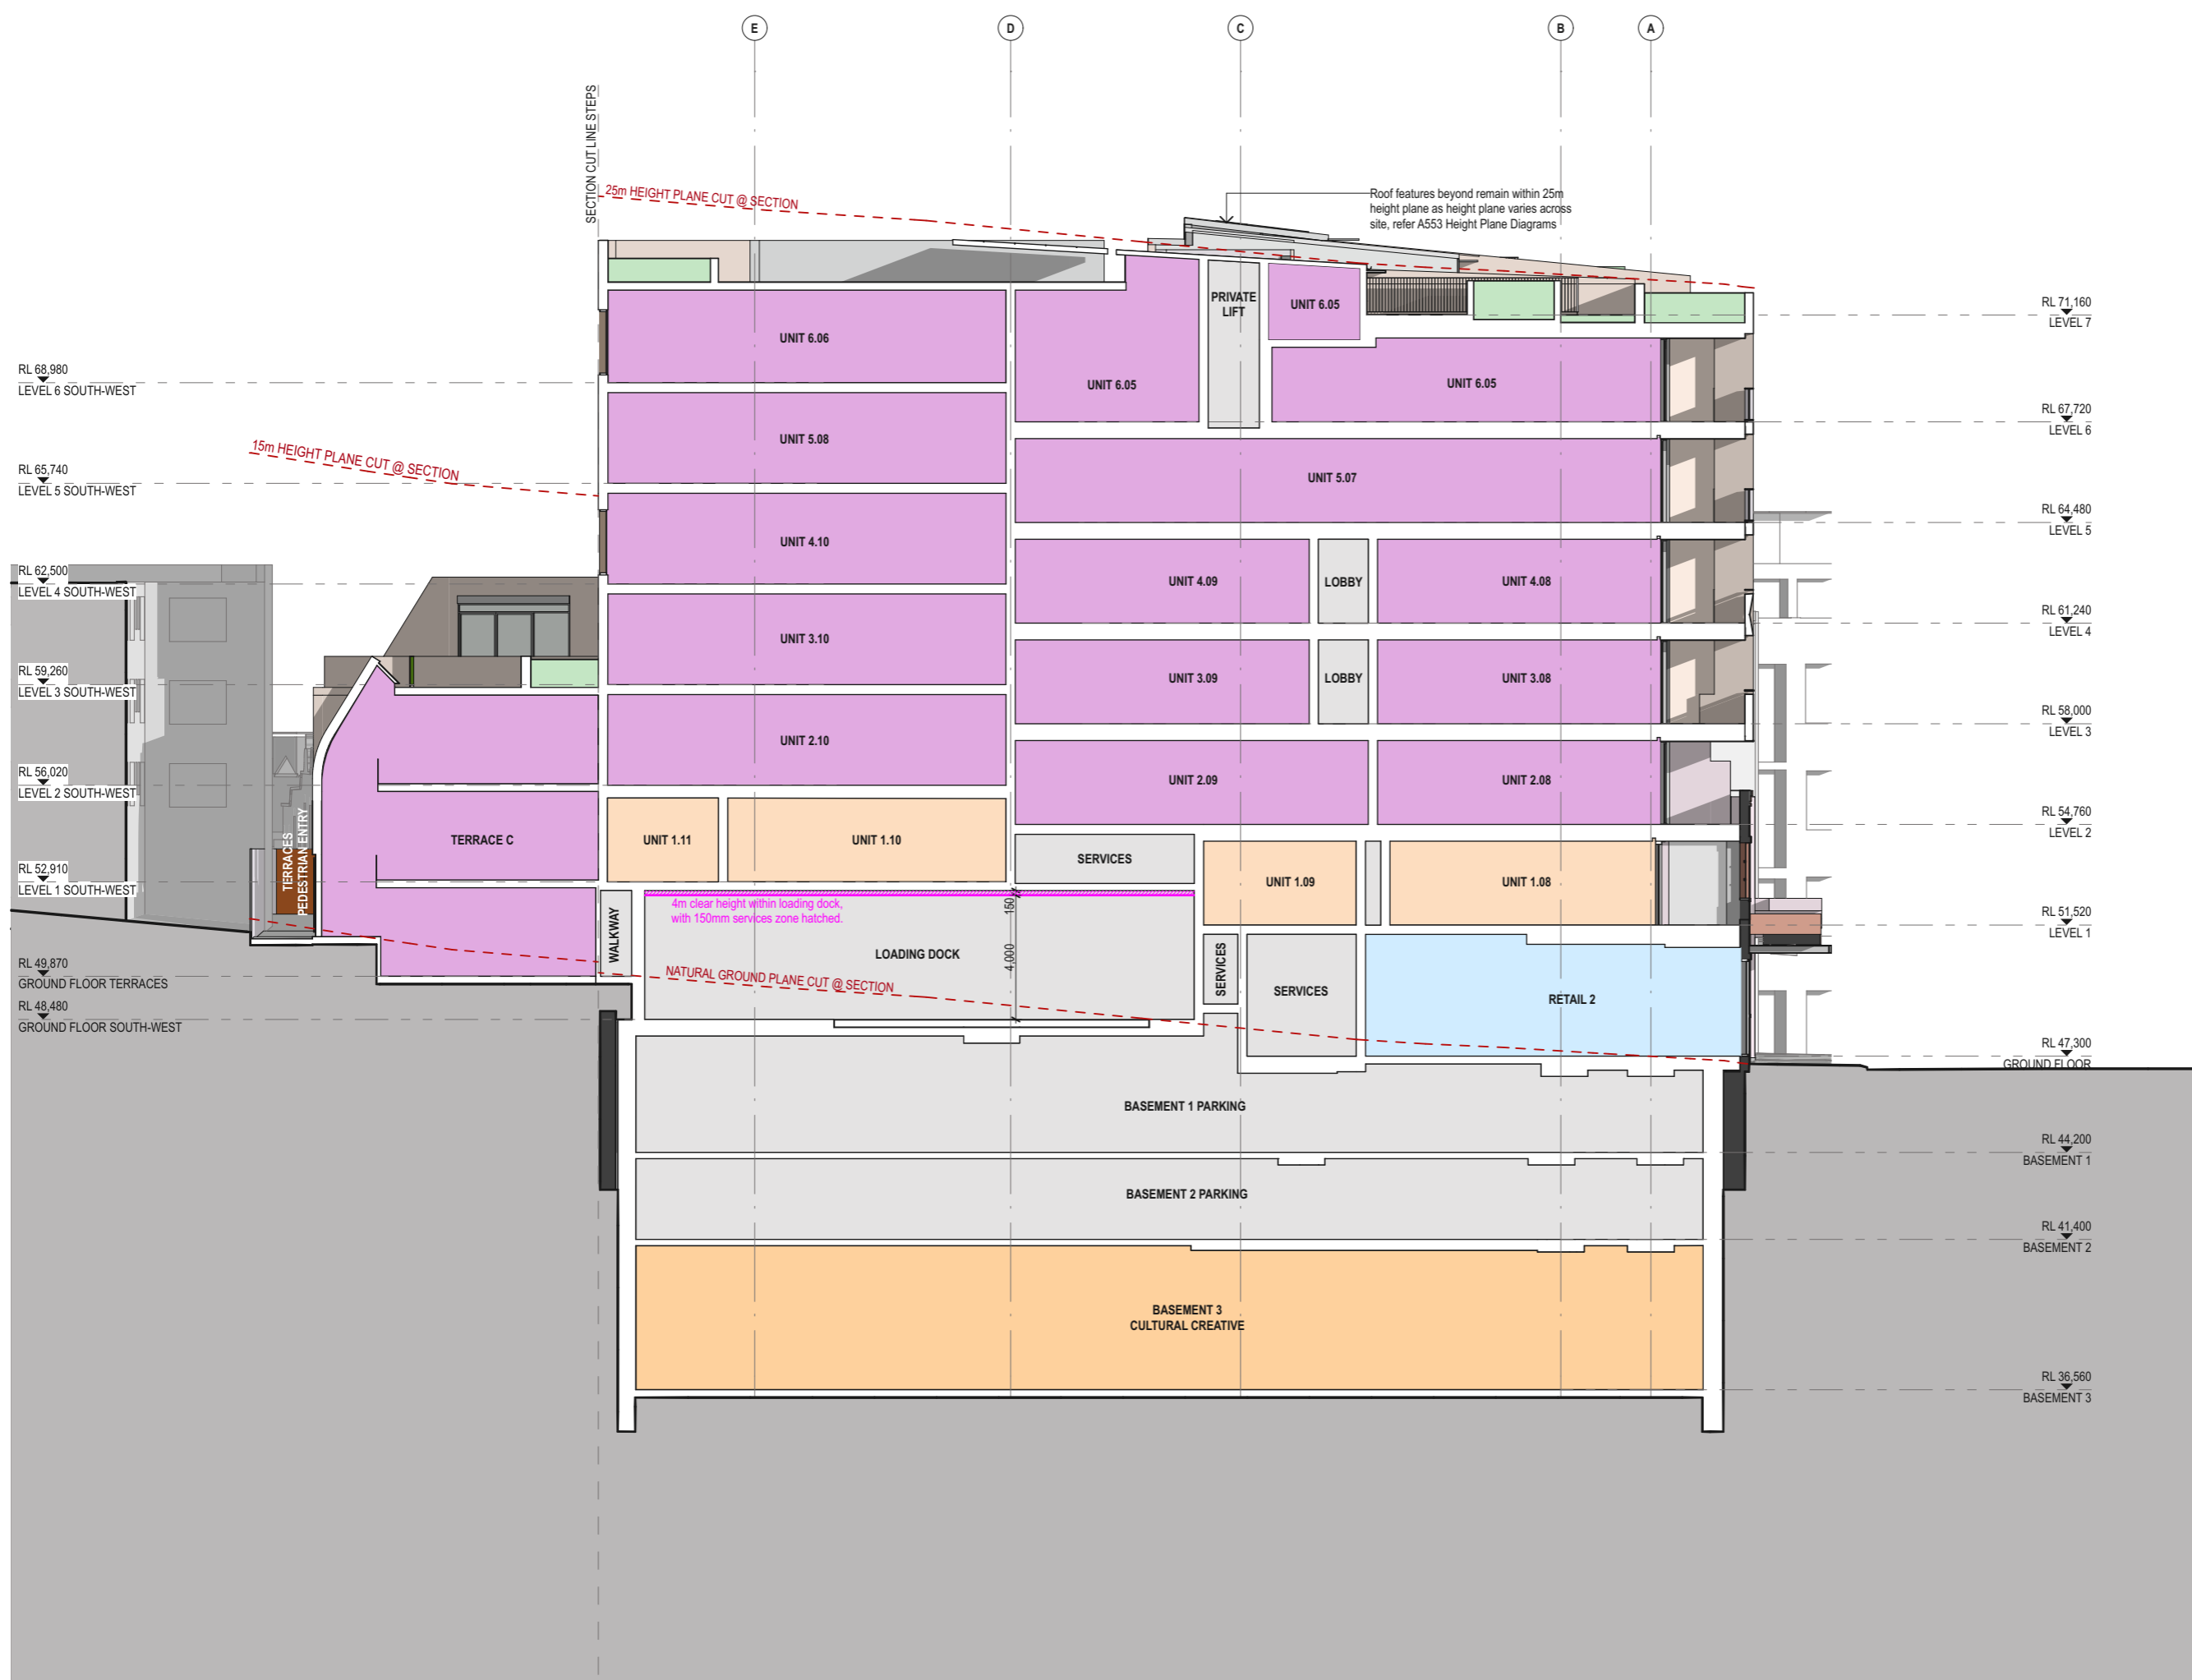 E
D
C
B
A
SECTION CUT LINE STEPS
25m HEIGHT PLANE CUT @ SECTION
Roof features beyond remain within 25m
height plane as height plane varies across
site, refer A553 Height Plane Diagrams
PRIVATE
LIFT
UNIT 6.05
RL 71,160
LEVEL 7
UNIT 6.06
RL 68,980
LEVEL 6 SOUTH-WEST
UNIT 6.05
UNIT 6.05
RL 67,720
LEVEL 6
15m HEIGHT PLANE CUT @ SECTION
UNIT 5.08
RL 65,740
LEVEL 5 SOUTH-WEST
UNIT 5.07
RL 64,480
LEVEL 5
UNIT 4.10
RL 62,500
LEVEL 4 SOUTH-WEST
UNIT 4.09
LOBBY
UNIT 4.08
RL 61,240
LEVEL 4
UNIT 3.10
RL 59,260
LEVEL 3 SOUTH-WEST
UNIT 3.09
LOBBY
UNIT 3.08
RL 58,000
LEVEL 3
UNIT 2.10
RL 56,020
LEVEL 2 SOUTH-WEST
UNIT 2.09
UNIT 2.08
RL 54,760
LEVEL 2
TERRACES
PEDESTRIAN ENTRY
TERRACE C
UNIT 1.11
UNIT 1.10
SERVICES
RL 52,910
LEVEL 1 SOUTH-WEST
UNIT 1.09
UNIT 1.08
RL 51,520
LEVEL 1
4m clear height within loading dock,
with 150mm services zone hatched.
150
WALKWAY
LOADING DOCK
4,000
SERVICES
SERVICES
RETAIL 2
NATURAL GROUND PLANE CUT @ SECTION
RL 49,870
GROUND FLOOR TERRACES
RL 48,480
GROUND FLOOR SOUTH-WEST
RL 47,300
GROUND FLOOR
BASEMENT 1 PARKING
RL 44,200
BASEMENT 1
BASEMENT 2 PARKING
RL 41,400
BASEMENT 2
BASEMENT 3
CULTURAL CREATIVE
RL 36,560
BASEMENT 3